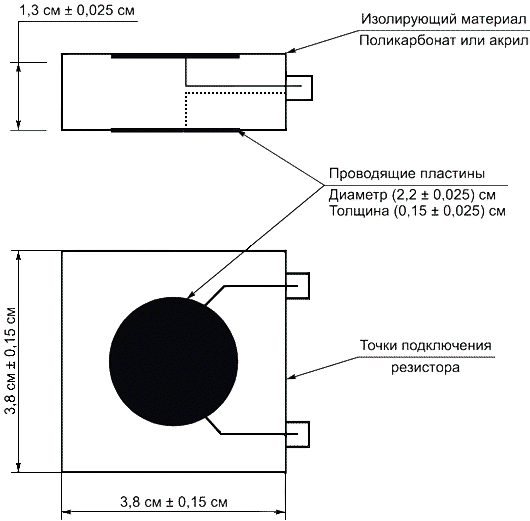 1,3 см ± 0,025 см
Изолирующий материал
Поликарбонат или акрил
Проводящие пластины
Диаметр (2,2 ± 0,025) см
Толщина (0,15 ± 0,025) см
3,8 см ± 0,15 см
Точки подключения
резистора
3,8 см ± 0,15 см